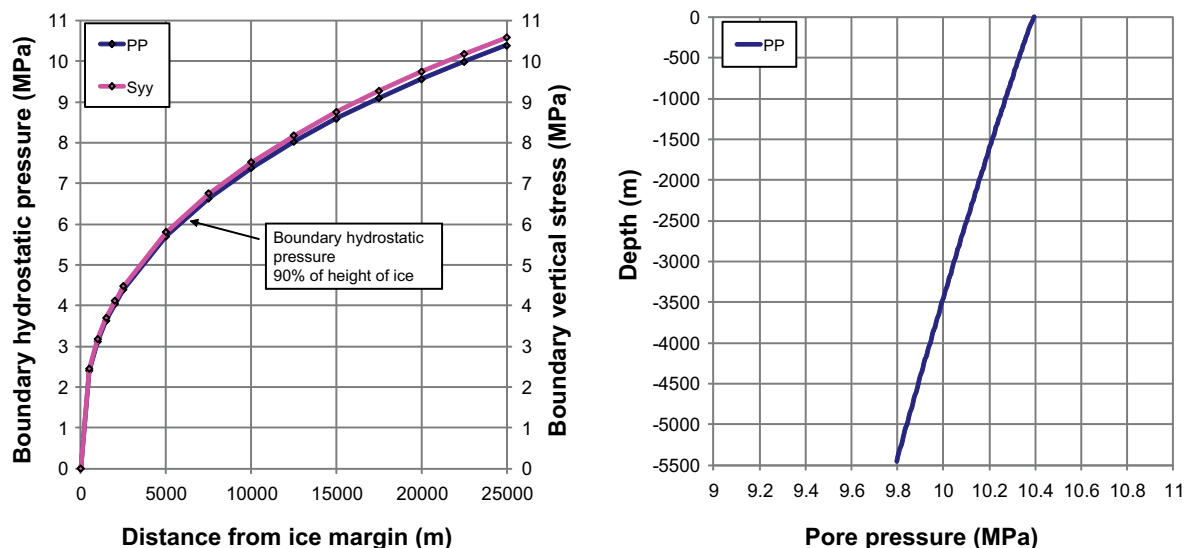 11
10
9
8
7
6
5
4
3
2
1
0
Boundary hydrostatic pressure (MPa)
PP
Syy
Boundary hydrostatic
pressure
90% of height of ice
0 5000 10000 15000 20000 25000
Distance from ice margin (m)
11
10
9
8
7
6
5
4
3
2
1
0
Boundary vertical stress (MPa)
0
-500
-1000
-1500
-2000
-2500
-3000
-3500
-4000
-4500
-5000
-5500
Depth (m)
PP
9 9.2 9.4 9.6 9.8 10 10.2 10.4 10.6 10.8 11
Pore pressure (MPa)